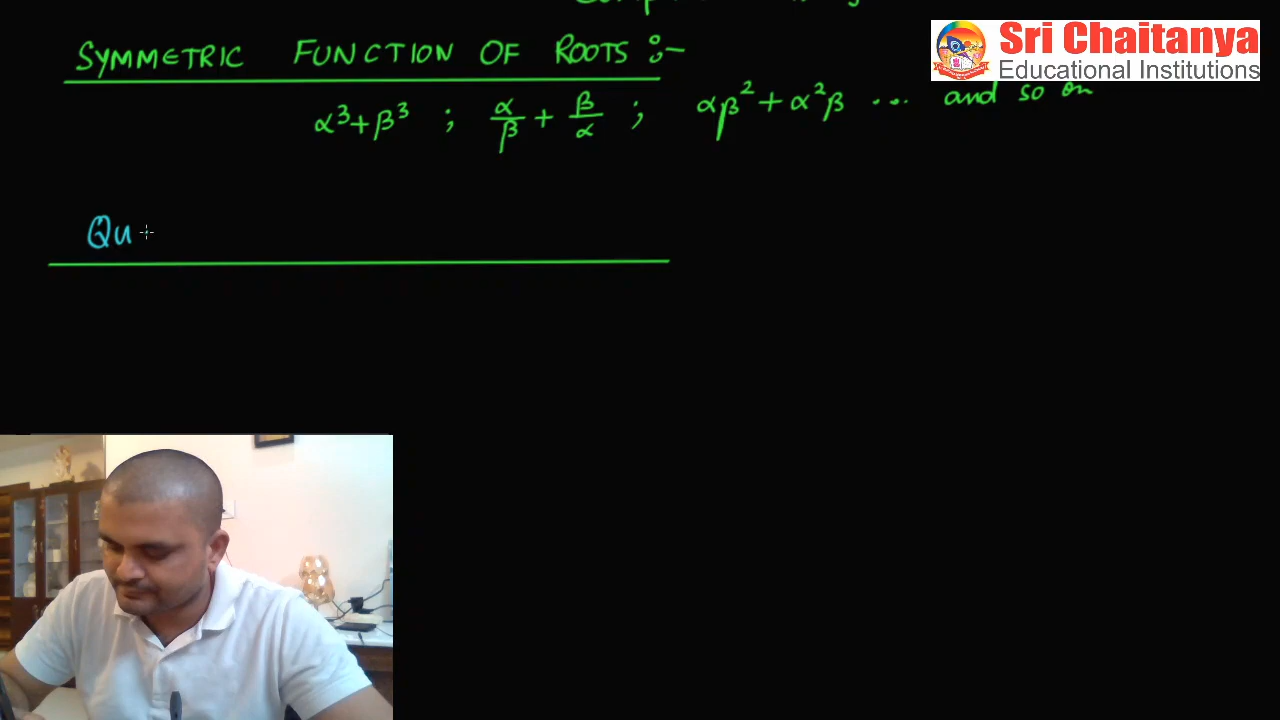 SYMMETRIC FUNCTION OF ROOTS :-
α³+β³ ; α/β + β/α ; αβ² + α²β ... and so on
Qu
Sri Chaitanya
Educational Institutions